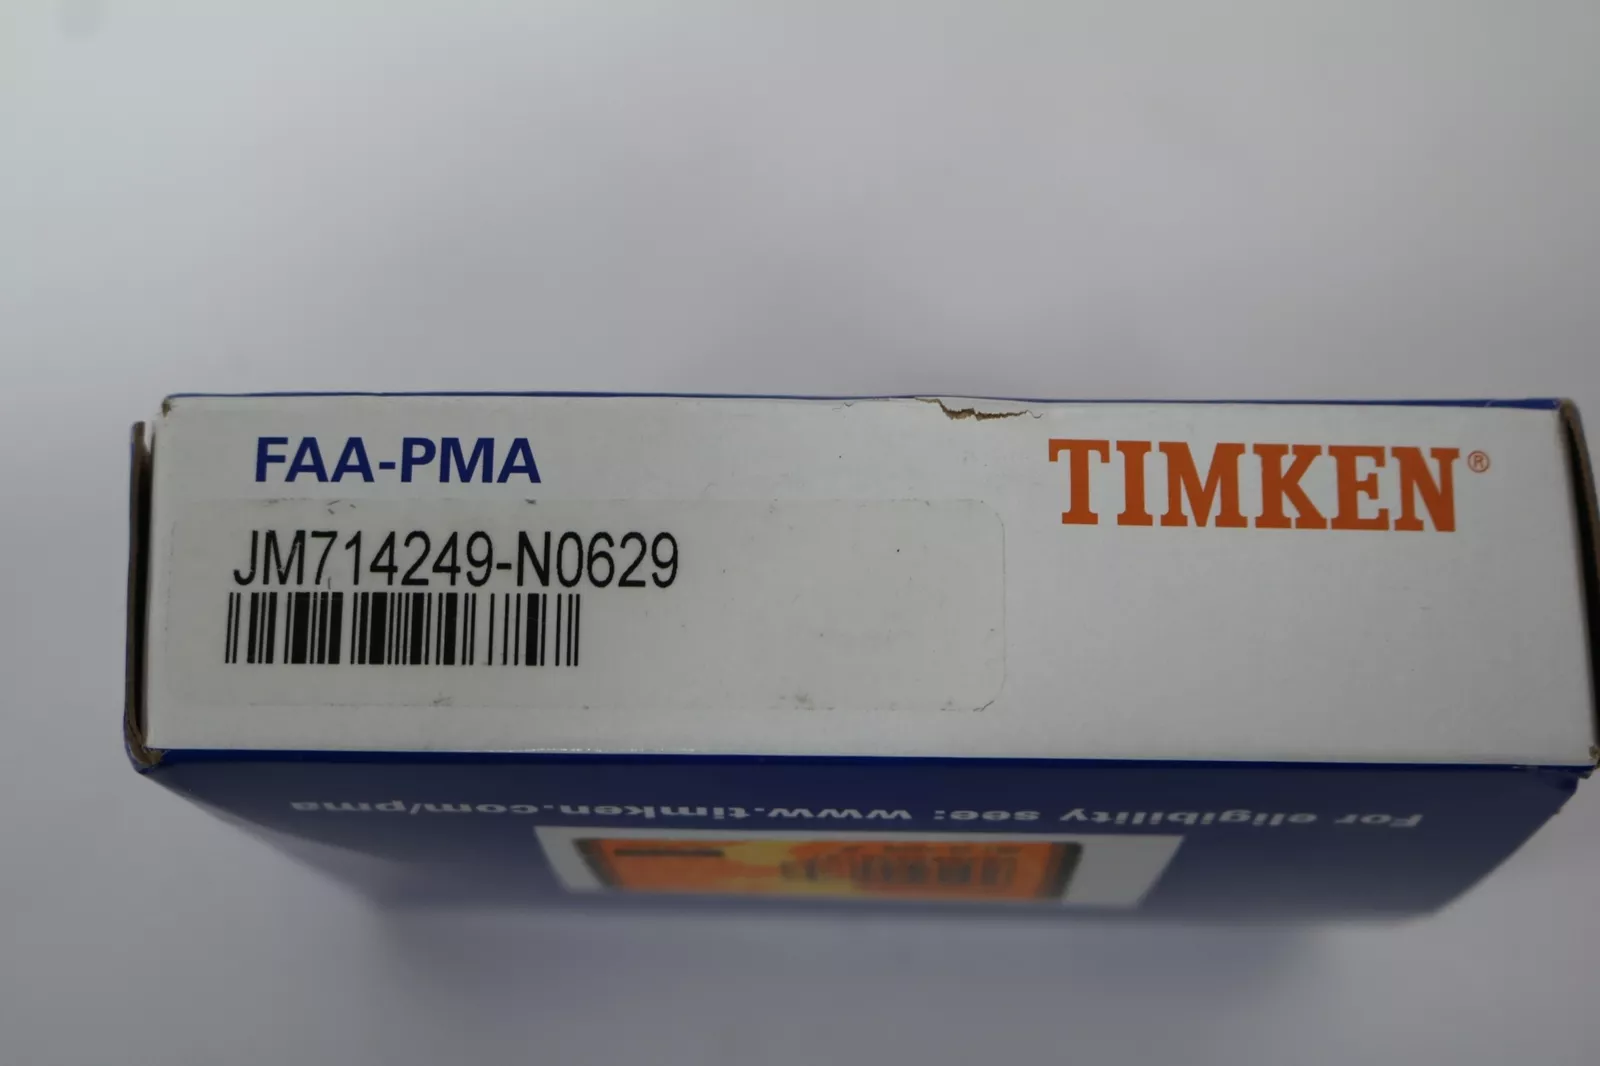 FAA-PMA
TIMKEN®
JM714249-N0629
For eligibility see: www.timken.com/pma